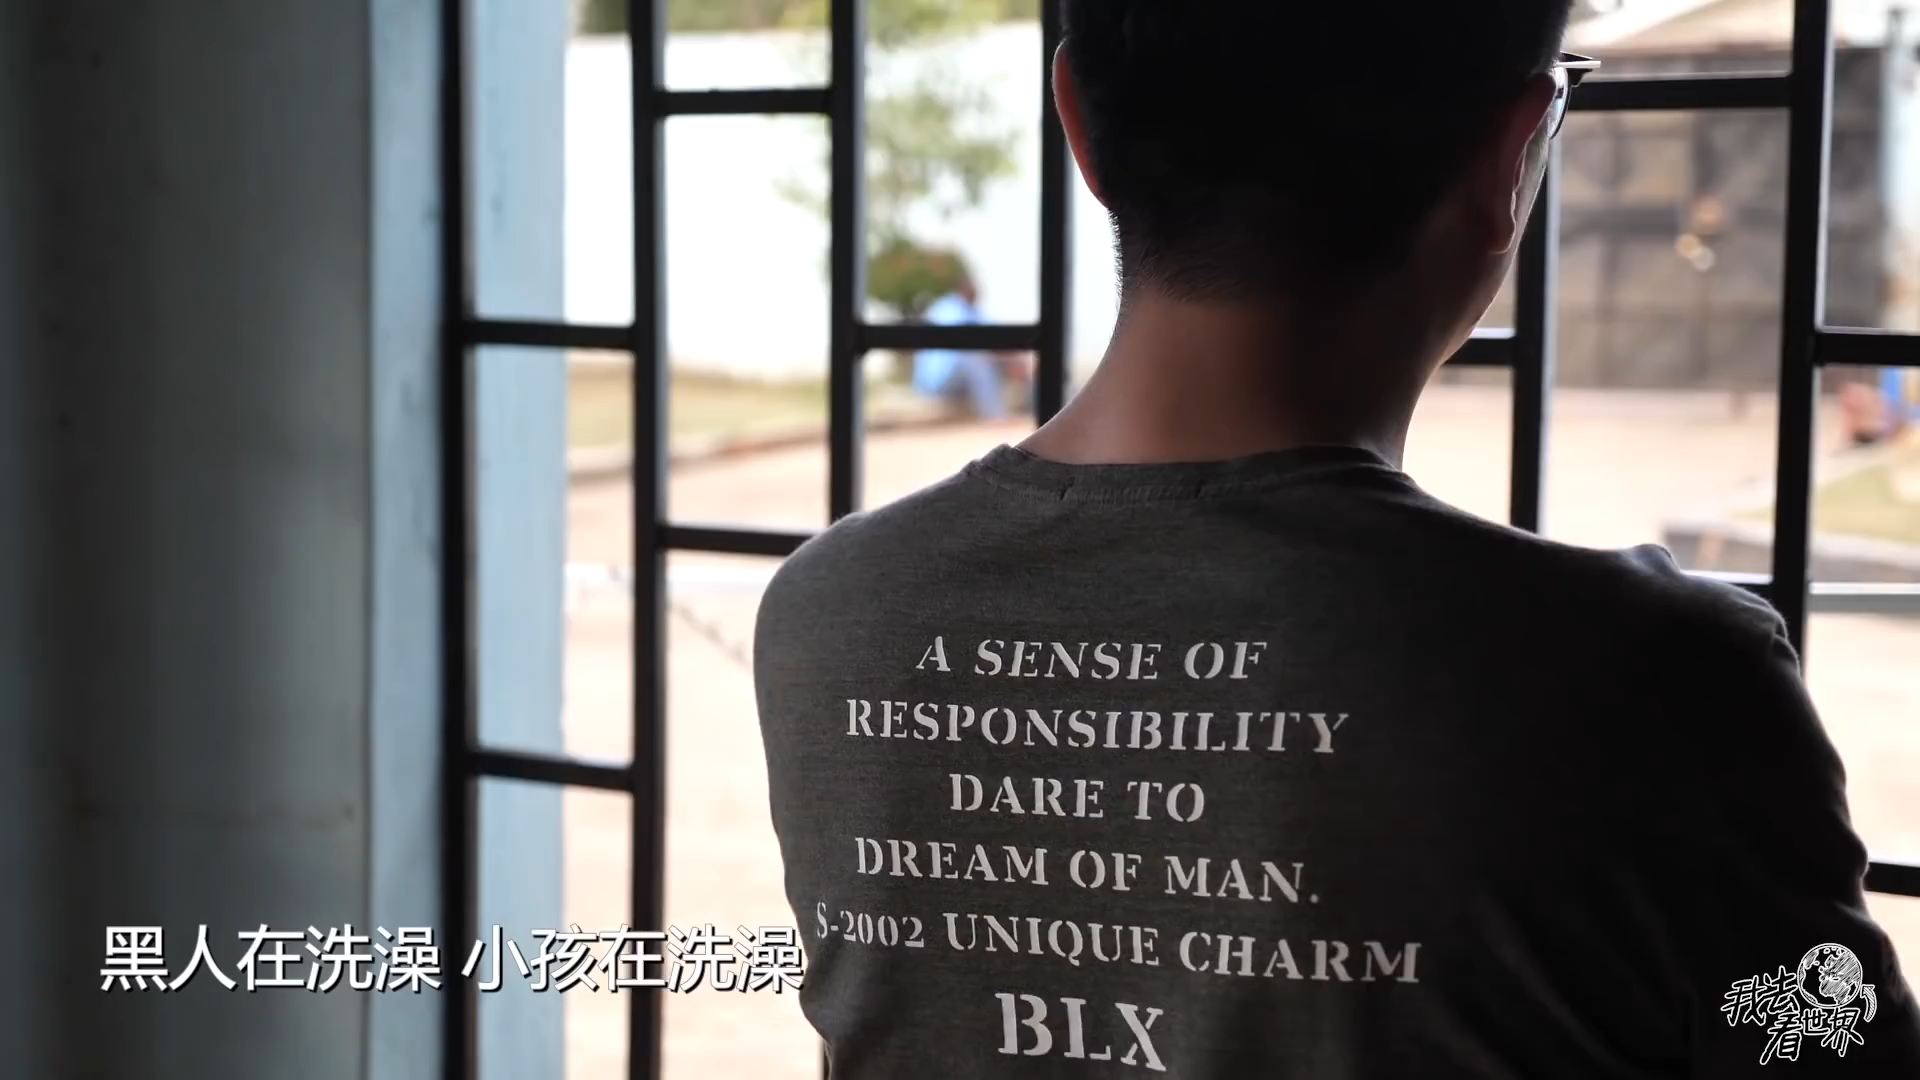 A SENSE OF
RESPONSIBILITY
DARE TO
DREAM OF MAN.
S-2002 UNIQUE CHARM
BLX
黑人在洗澡 小孩在洗澡
我去
看世界